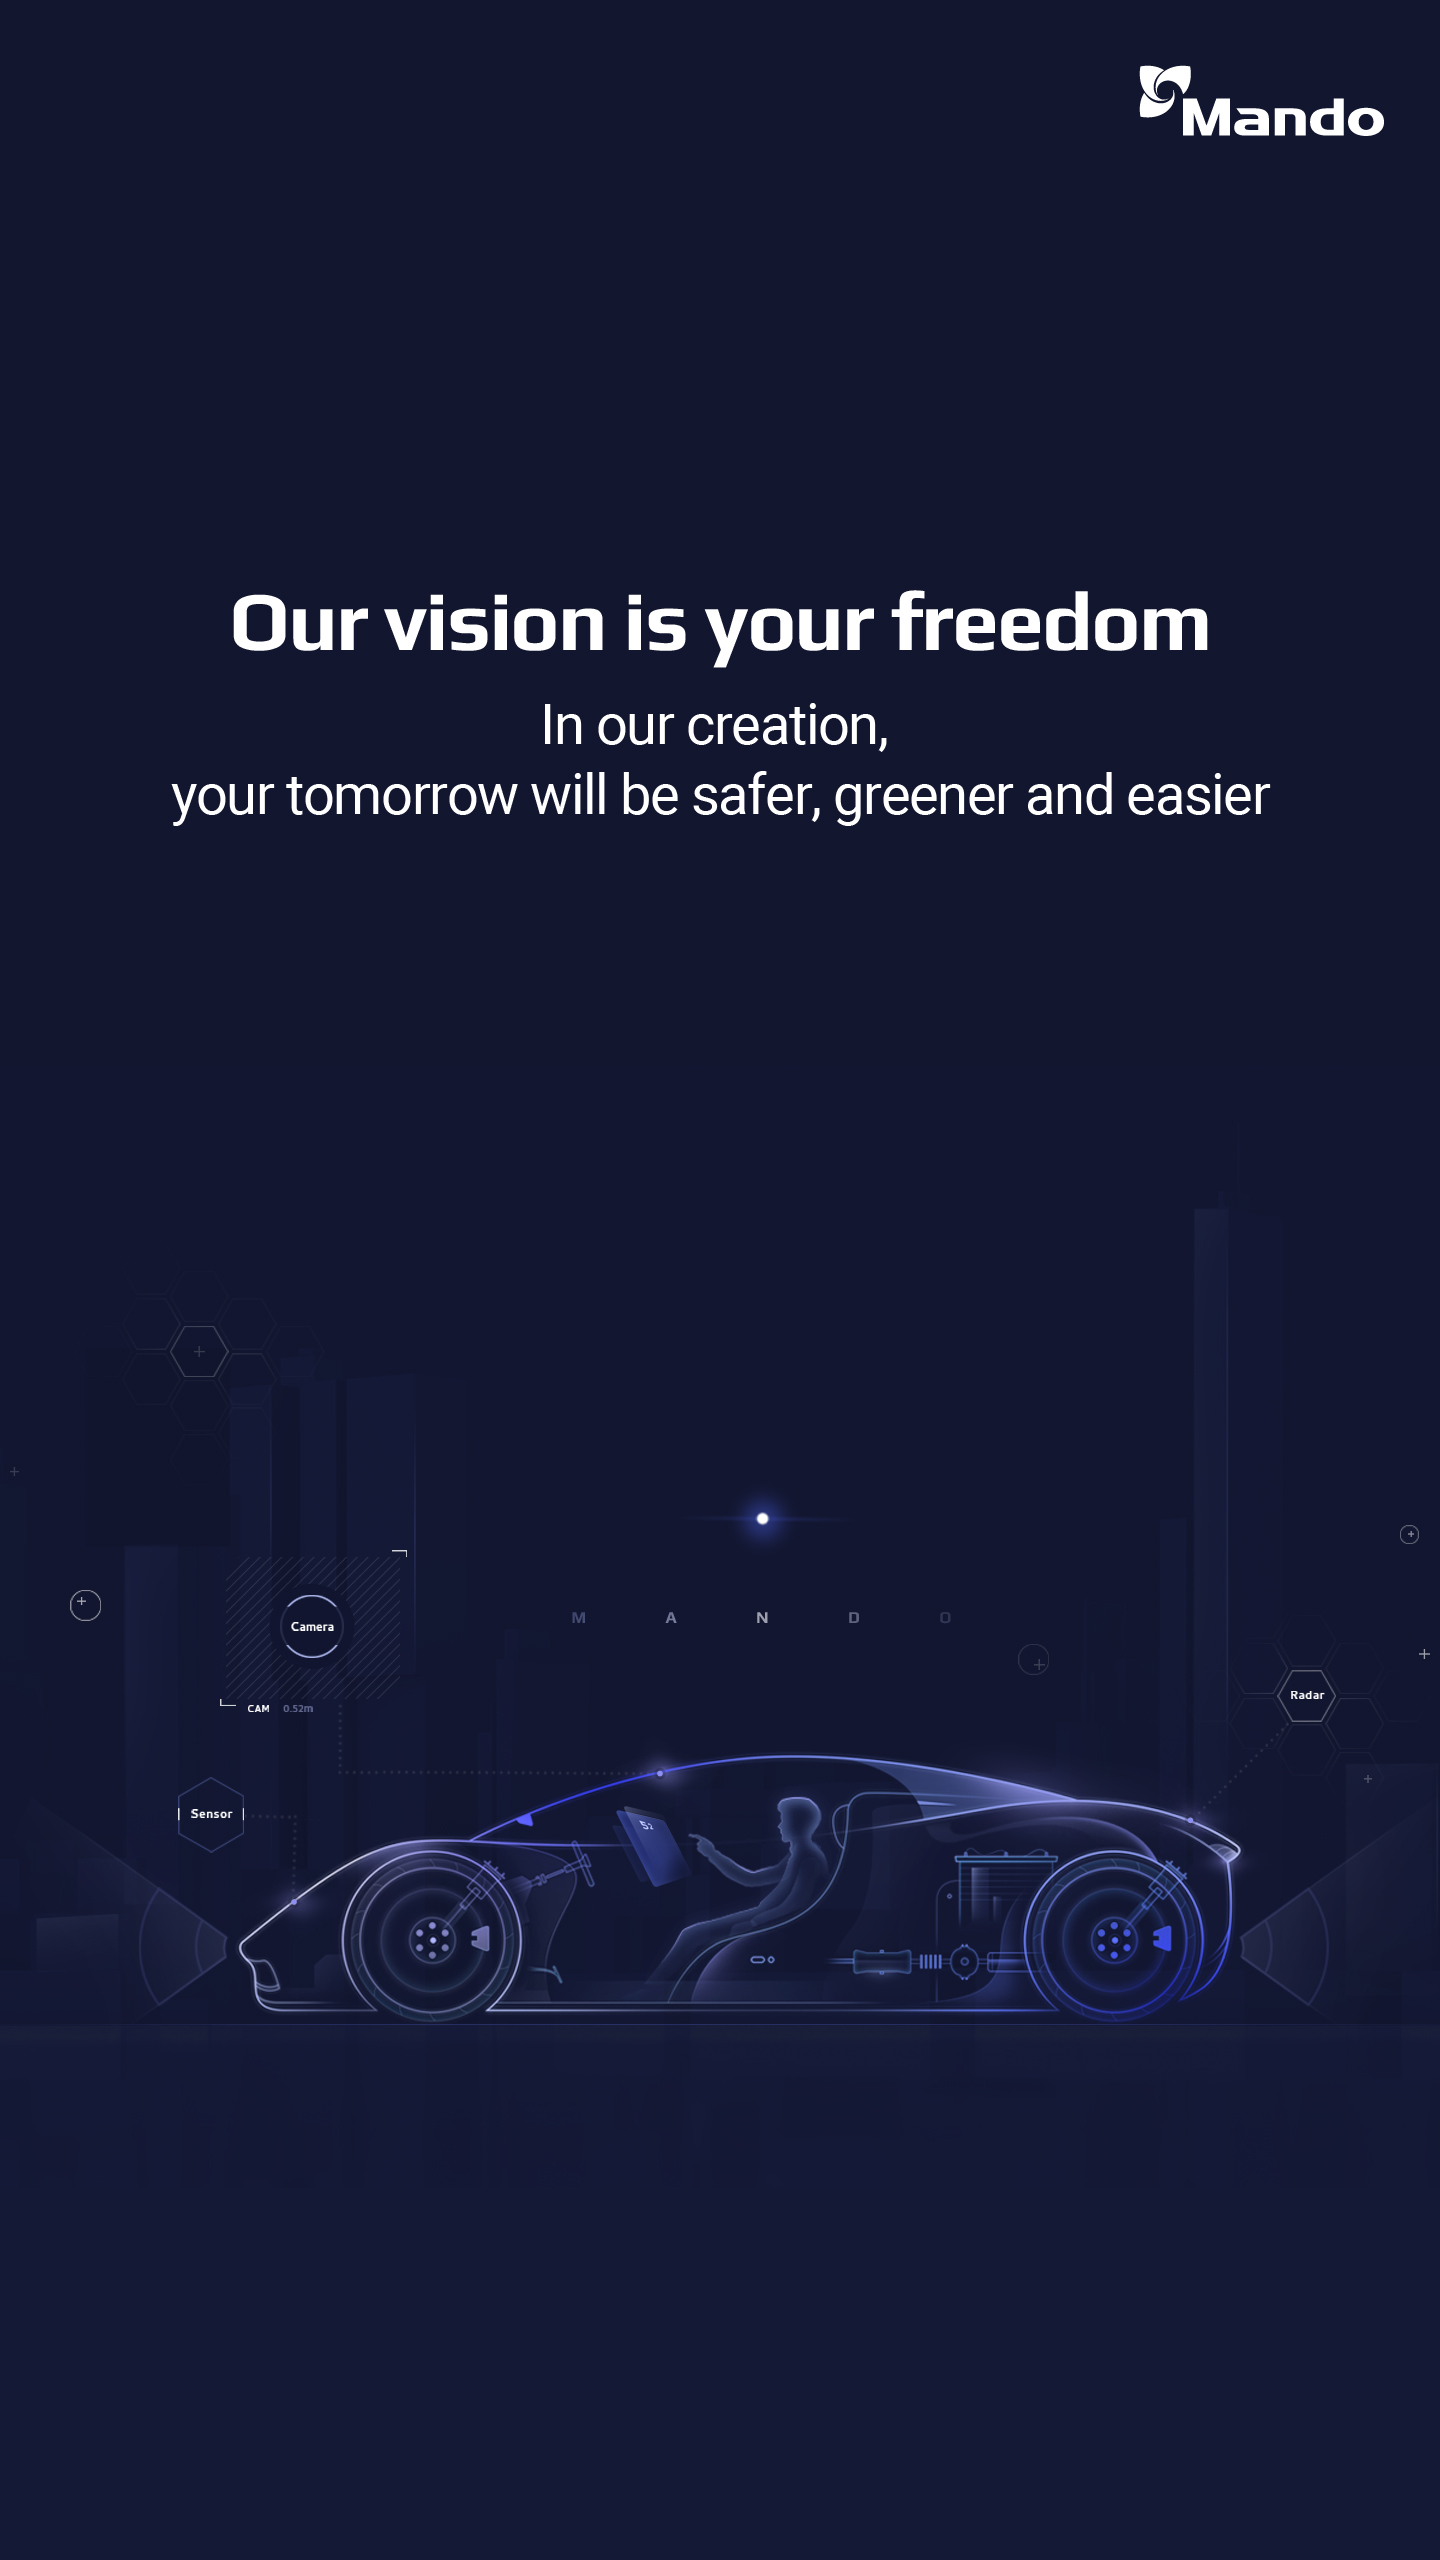 Mando
Our vision is your freedom
In our creation,
your tomorrow will be safer, greener and easier
Camera
M A N D O
CAM 0.52m
Radar
Sensor
52